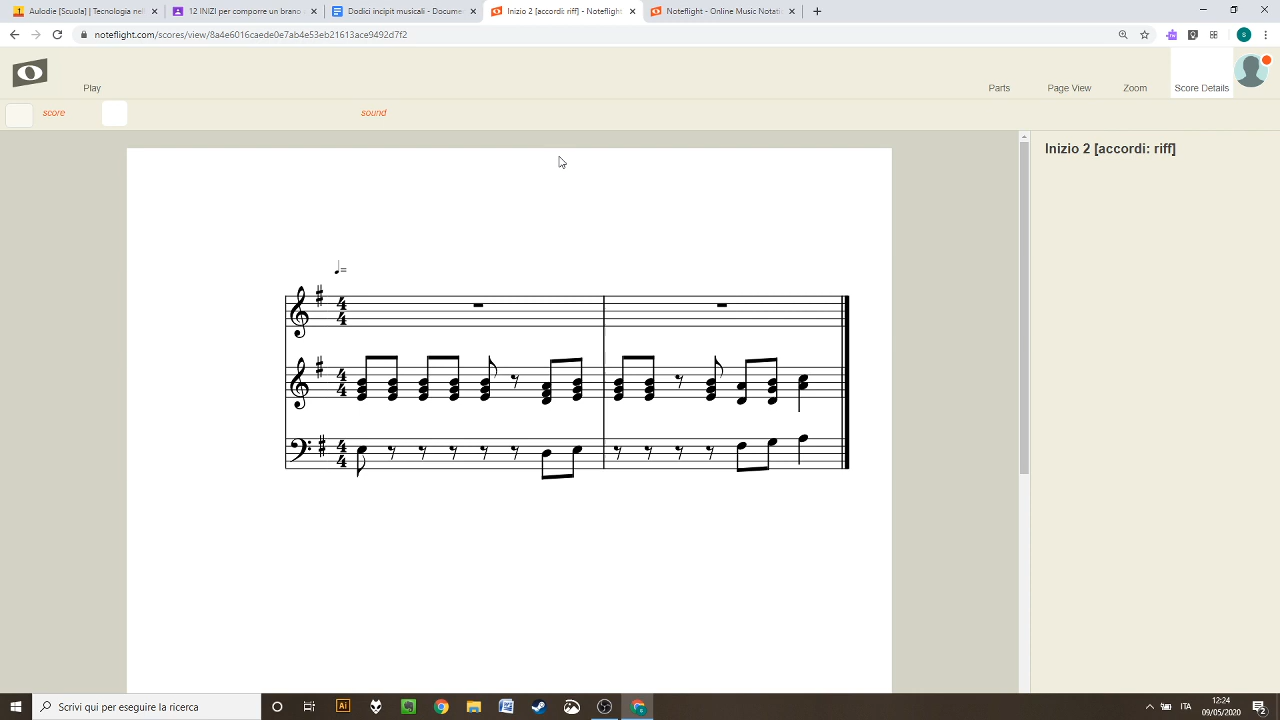 Aulodie [Scuola] | Tecnologia nell
12 INIZI per comporre un brano
Dodici incipit musicali - Docume
Inizio 2 [accordi: riff] - Noteflight
Noteflight - Online Music Notati
noteflight.com/scores/view/8a4e6016caede0e7ab4e53eb21613ace9492d7f2
Play
Parts
Page View
Zoom
Score Details
score
sound
Inizio 2 [accordi: riff]
Scrivi qui per eseguire la ricerca
ITA
12:24
09/05/2020
2